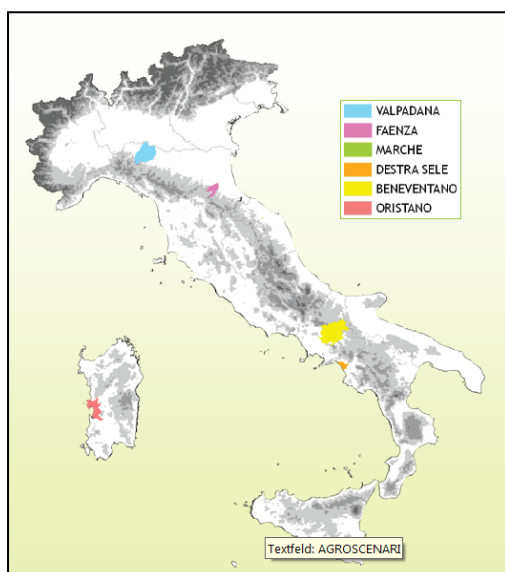 VALPADANA
FAENZA
MARCHE
DESTRA SELE
BENEVENTANO
ORISTANO
Textfeld: AGROSCENARI